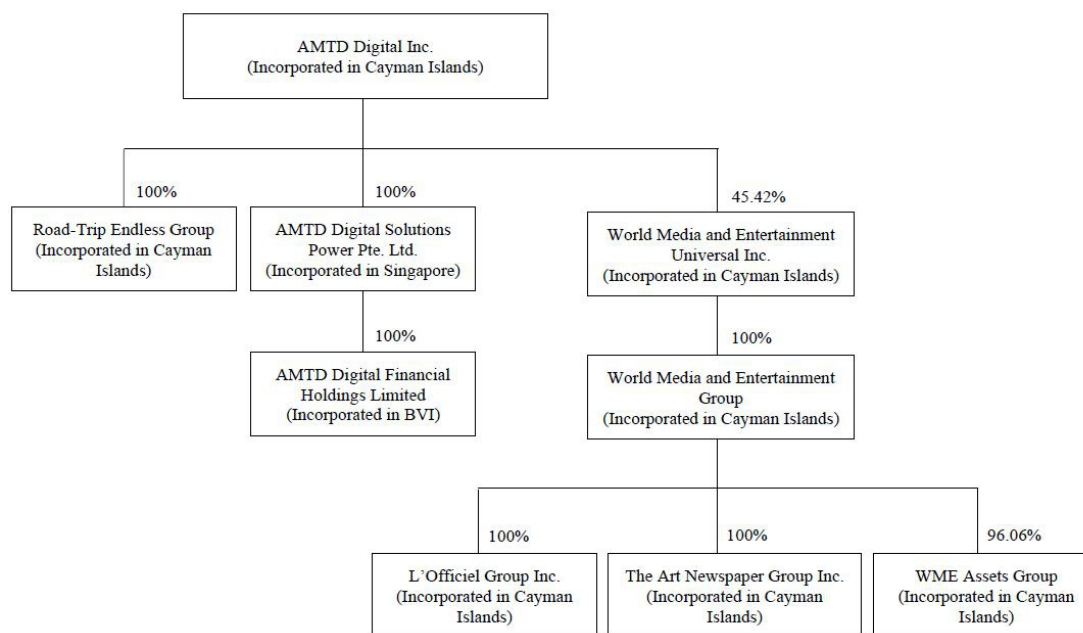 AMTD Digital Inc.
(Incorporated in Cayman Islands)
100%
100%
45.42%
Road-Trip Endless Group
(Incorporated in Cayman
Islands)
AMTD Digital Solutions
Power Pte. Ltd.
(Incorporated in Singapore)
World Media and Entertainment
Universal Inc.
(Incorporated in Cayman Islands)
100%
100%
AMTD Digital Financial
Holdings Limited
(Incorporated in BVI)
World Media and Entertainment
Group
(Incorporated in Cayman Islands)
100%
100%
96.06%
L’Officiel Group Inc.
(Incorporated in Cayman
Islands)
The Art Newspaper Group Inc.
(Incorporated in Cayman
Islands)
WME Assets Group
(Incorporated in Cayman
Islands)